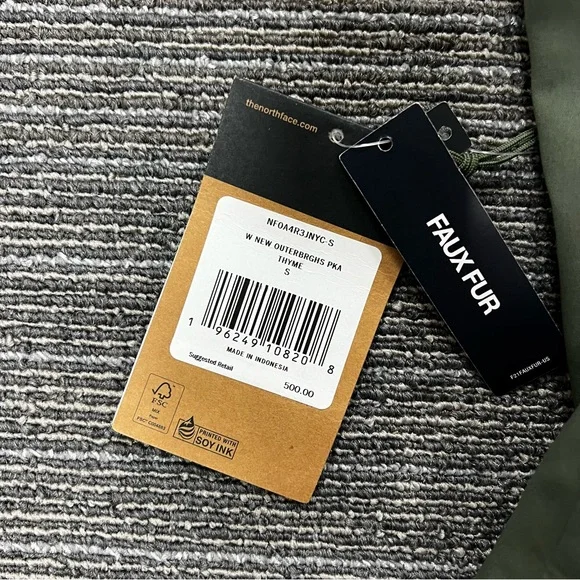 thenorthface.com
NF0A4R3JNYC-S
W NEW OUTERBRGHS PKA
THYME
S
1 96249 10820 8
MADE IN INDONESIA
Suggested Retail
500.00
FSC
MIX
Paper
PRINTED WITH
SOY INK
FAUX FUR
F21FAUXFUR-US